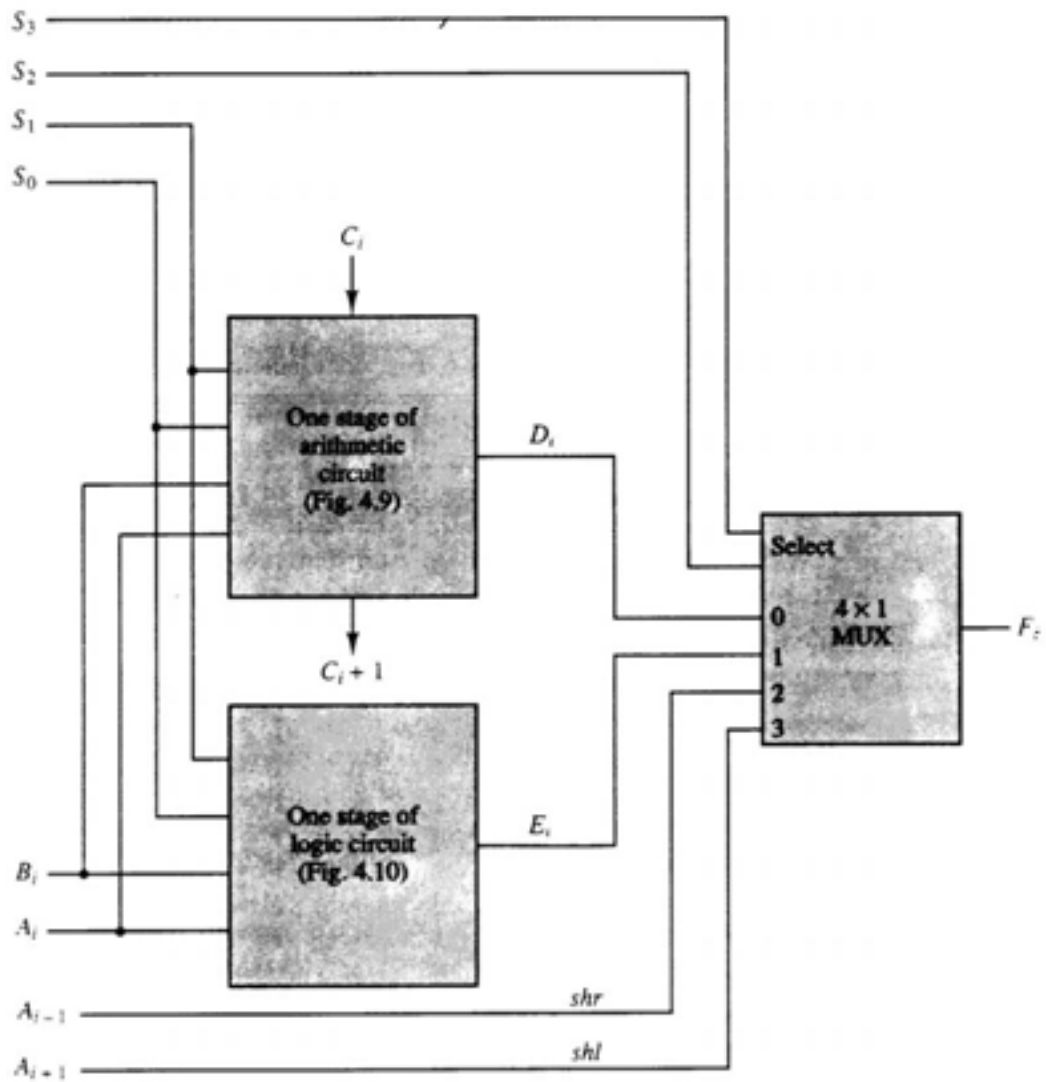 S₃
S₂
S₁
S₀
Cᵢ
One stage of
arithmetic
circuit
(Fig. 4.9)
Dᵢ
Select
0
4 × 1
MUX
1
2
3
Fᵢ
Cᵢ + 1
One stage of
logic circuit
(Fig. 4.10)
Eᵢ
Bᵢ
Aᵢ
Aᵢ₋₁
shr
Aᵢ₊₁
shl